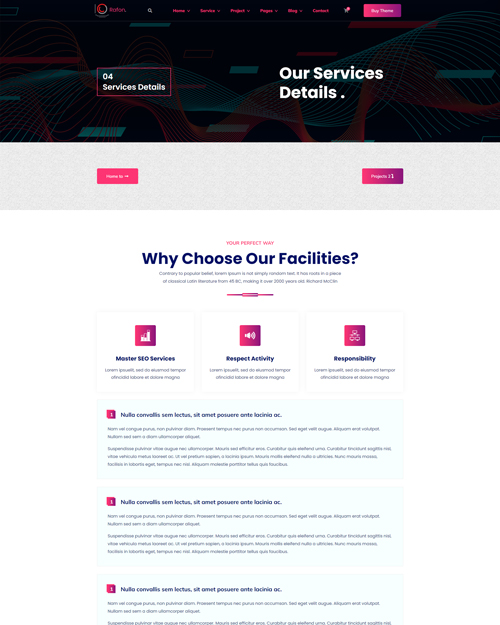 Rafon.
Home
Service
Project
Pages
Blog
Contact
Buy Theme
04
Services Details
Our Services
Details .
Home to
Projects
YOUR PERFECT WAY
Why Choose Our Facilities?
Contrary to popular belief, lorem Ipsum is not simply random text. It has roots in a piece
of classical Latin literature from 45 BC, making it over 2000 years old. Richard McClin
Master SEO Services
Lorem ipsuelit, sed do eiusmod tempor
ofincidid labore et dolore magna
Respect Activity
Lorem ipsuelit, sed do eiusmod tempor
ofincidid labore et dolore magna
Responsibility
Lorem ipsuelit, sed do eiusmod tempor
ofincidid labore et dolore magna
1 Nulla convallis sem lectus, sit amet posuere ante lacinia ac.
Nam vel congue purus, non pulvinar diam. Praesent tempus nec purus non accumsan. Sed eget velit augue. Aliquam erat volutpat.
Nullam sed sem a diam ullamcorper aliquet.
Suspendisse pulvinar vitae augue nec ullamcorper. Mauris sed efficitur eros. Curabitur quis eleifend urna. Curabitur tincidunt sagittis nisl,
vitae vehicula metus laoreet ac. Ut vel pretium sapien, a lacinia ipsum. Mauris eleifend nulla a ultricies. Nunc mauris massa,
facilisis in lobortis eget, tempus nec nisl. Aliquam molestie porttitor tellus quis faucibus.
1 Nulla convallis sem lectus, sit amet posuere ante lacinia ac.
Nam vel congue purus, non pulvinar diam. Praesent tempus nec purus non accumsan. Sed eget velit augue. Aliquam erat volutpat.
Nullam sed sem a diam ullamcorper aliquet.
Suspendisse pulvinar vitae augue nec ullamcorper. Mauris sed efficitur eros. Curabitur quis eleifend urna. Curabitur tincidunt sagittis nisl,
vitae vehicula metus laoreet ac. Ut vel pretium sapien, a lacinia ipsum. Mauris eleifend nulla a ultricies. Nunc mauris massa,
facilisis in lobortis eget, tempus nec nisl. Aliquam molestie porttitor tellus quis faucibus.
1 Nulla convallis sem lectus, sit amet posuere ante lacinia ac.
Nam vel congue purus, non pulvinar diam. Praesent tempus nec purus non accumsan. Sed eget velit augue. Aliquam erat volutpat.
Nullam sed sem a diam ullamcorper aliquet.
Suspendisse pulvinar vitae augue nec ullamcorper. Mauris sed efficitur eros. Curabitur quis eleifend urna. Curabitur tincidunt sagittis nisl,